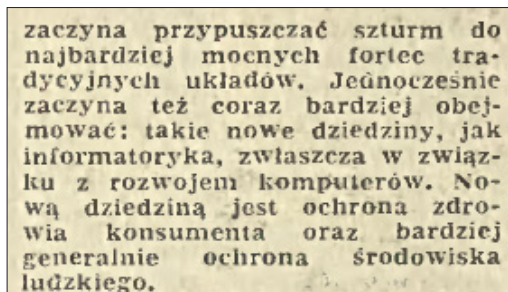 zaczyna przypuszczać szturm do
najbardziej mocnych fortec tra-
dycyjnych układów. Jednocześnie
zaczyna też coraz bardziej obej-
mować: takie nowe dziedziny, jak
informatoryka, zwłaszcza w związ-
ku z rozwojem komputerów. No-
wą dziedziną jest ochrona zdro-
wia konsumenta oraz bardziej
generalnie ochrona środowiska
ludzkiego.